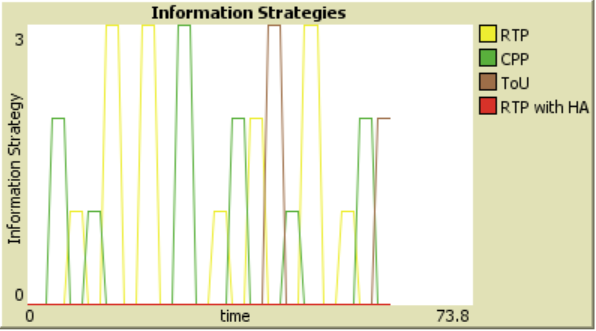 Information Strategies
3
Information Strategy
0
0
time
73.8
RTP
CPP
ToU
RTP with HA